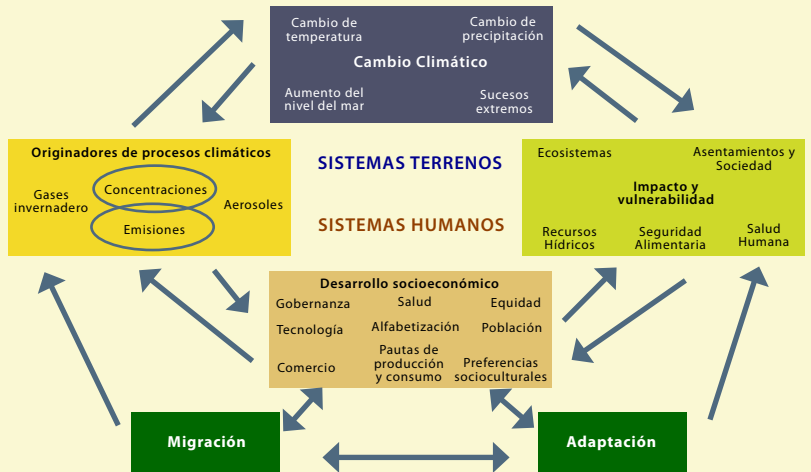 Cambio de
temperatura
Cambio de
precipitación
Cambio Climático
Aumento del
nivel del mar
Sucesos
extremos
Originadores de procesos climáticos
Gases
invernadero
Concentraciones
Emisiones
Aerosoles
SISTEMAS TERRENOS
SISTEMAS HUMANOS
Ecosistemas
Asentamientos y
Sociedad
Impacto y
vulnerabilidad
Recursos
Hídricos
Seguridad
Alimentaria
Salud
Humana
Desarrollo socioeconómico
Gobernanza
Salud
Equidad
Tecnología
Alfabetización
Población
Comercio
Pautas de
producción
y consumo
Preferencias
socioculturales
Migración
Adaptación